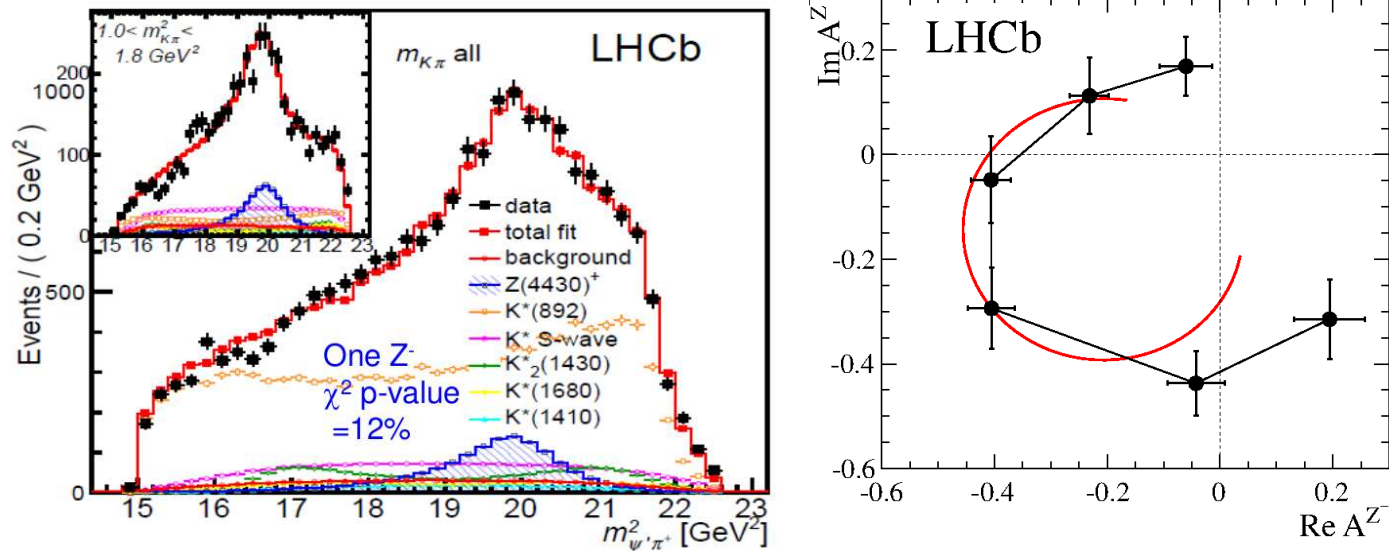 1.0< m²Kπ <
1.8 GeV²
200
1000
100
0
15 16 17 18 19 20 21 22 23
mKπ all
LHCb
data
total fit
background
Z(4430)⁺
K*(892)
K* S-wave
K*₂(1430)
K*(1680)
K*(1410)
One Z⁻
χ² p-value
=12%
Events / ( 0.2 GeV² )
500
0
15 16 17 18 19 20 21 22 23
m²ψ'π⁺ [GeV²]
LHCb
Im A^Z⁻
0.2
0
-0.2
-0.4
-0.6
-0.6 -0.4 -0.2 0 0.2
Re A^Z⁻